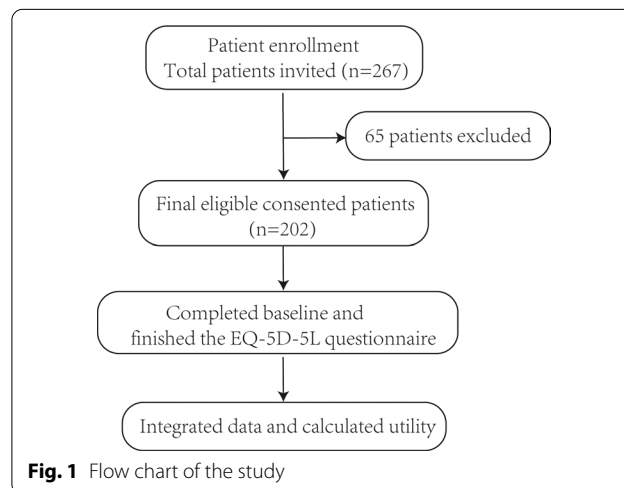 Patient enrollment
Total patients invited (n=267)
65 patients excluded
Final eligible consented patients
(n=202)
Completed baseline and
finished the EQ-5D-5L questionnaire
Integrated data and calculated utility
Fig. 1 Flow chart of the study